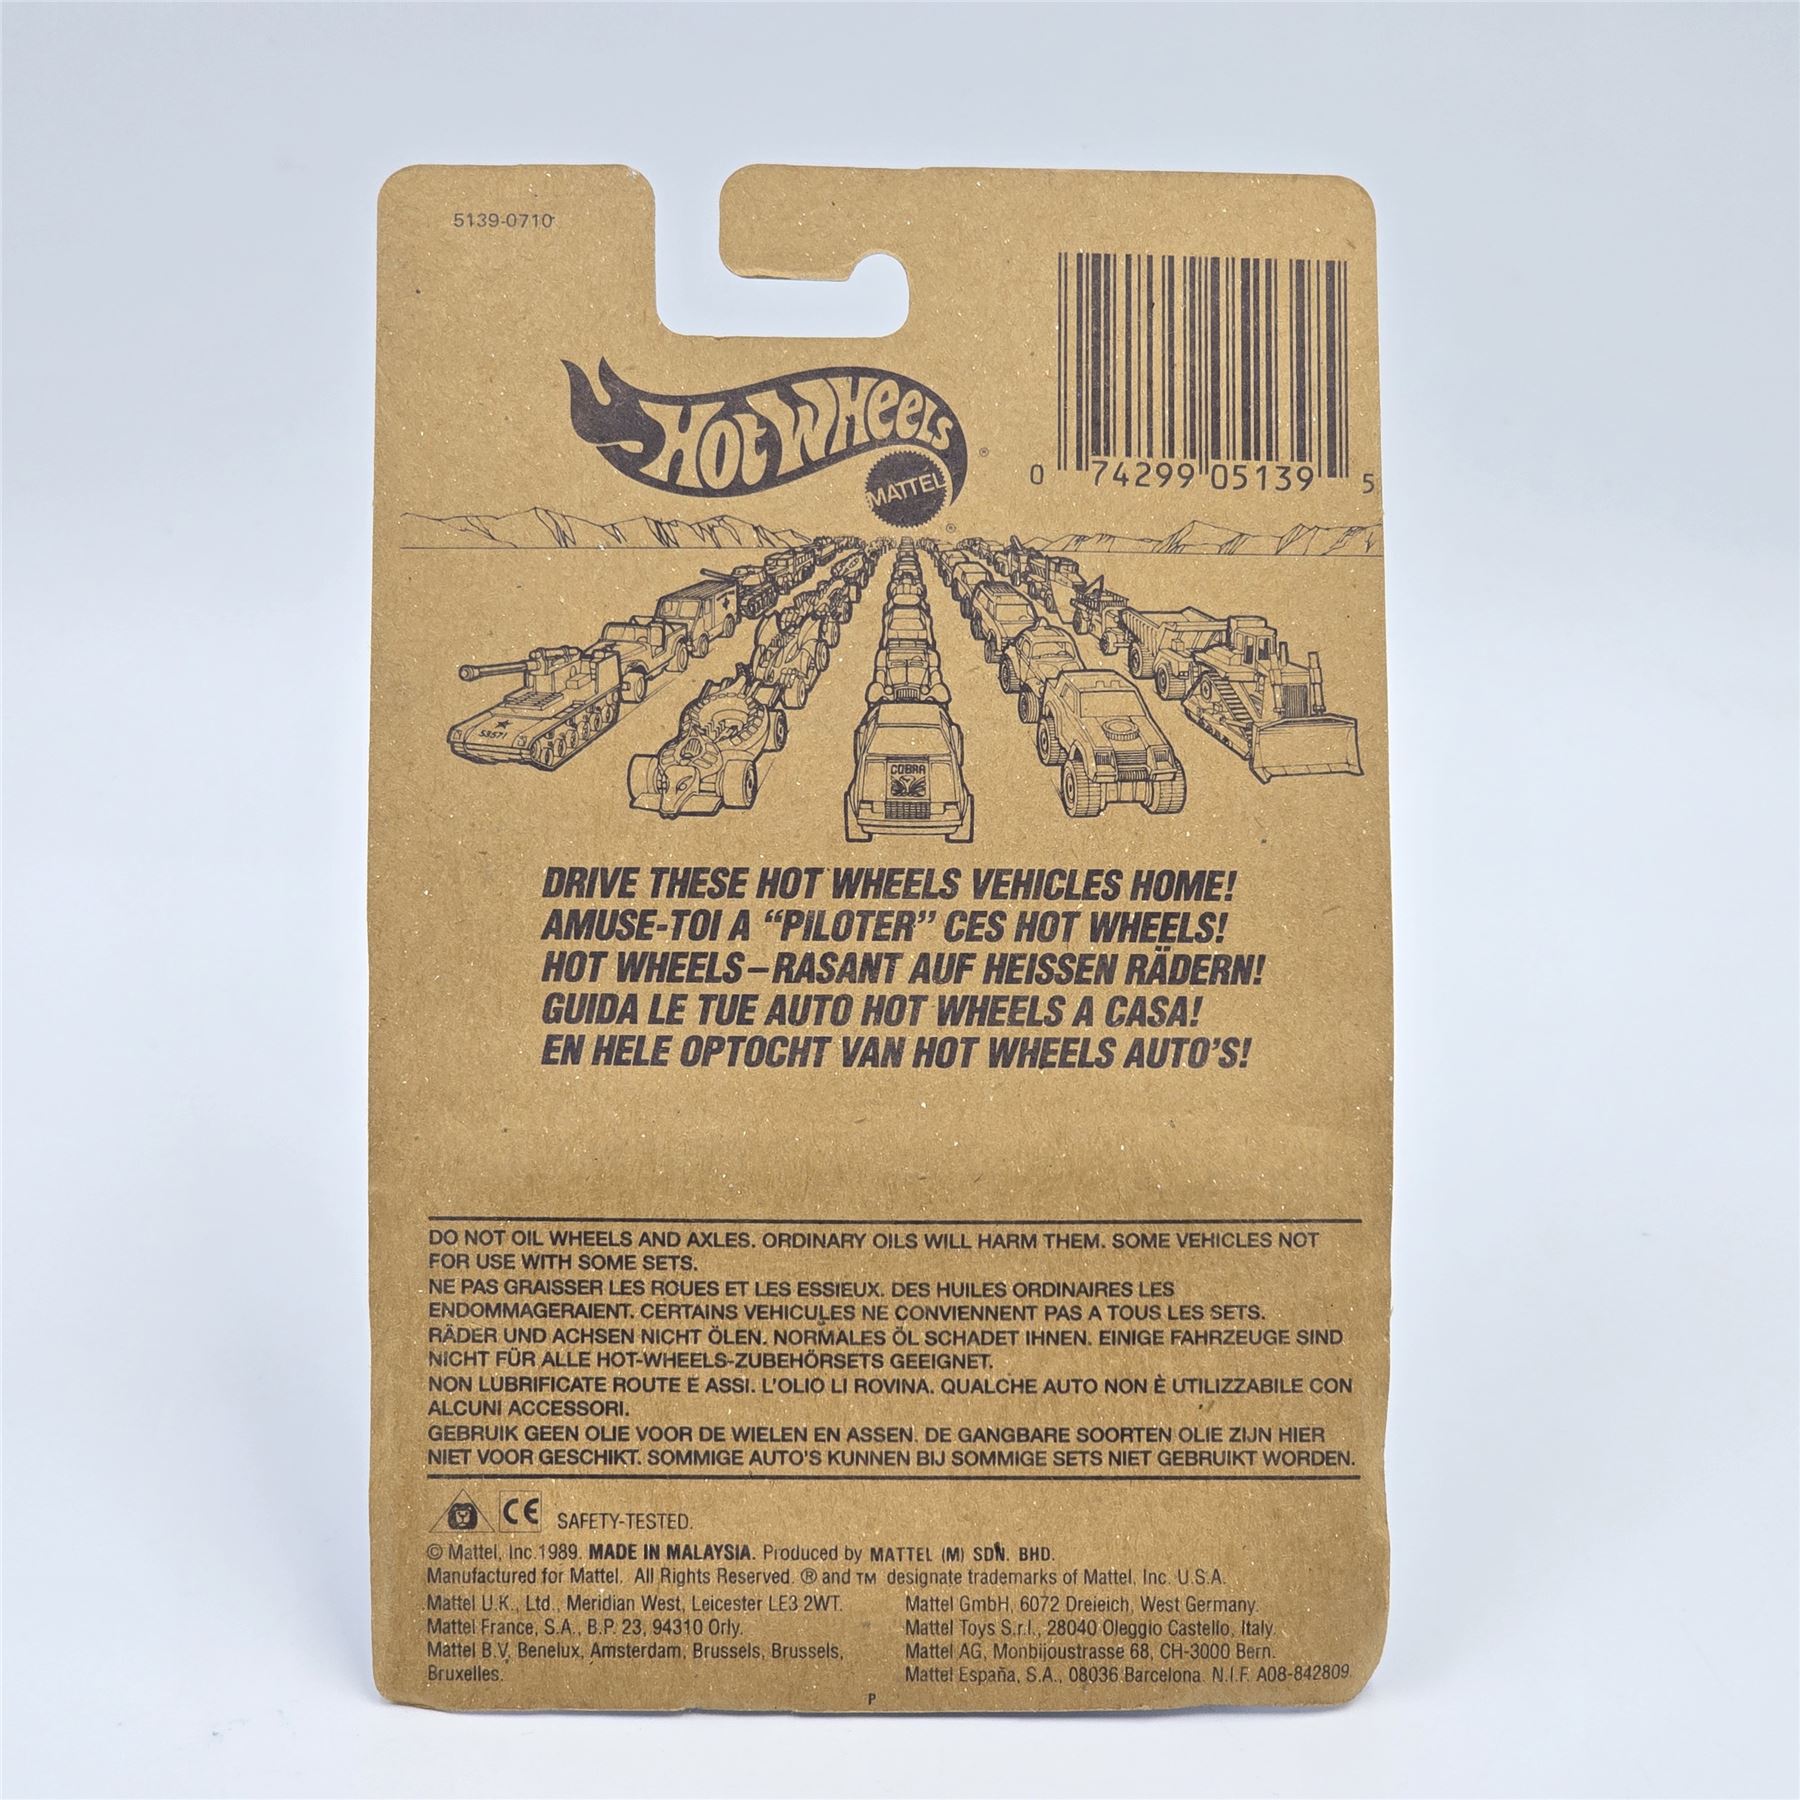 5139-0710
HOT WHEELS ®
MATTEL ®
0 74299 05139 5
53571
COBRA
DRIVE THESE HOT WHEELS VEHICLES HOME!
AMUSE-TOI A “PILOTER” CES HOT WHEELS!
HOT WHEELS–RASANT AUF HEISSEN RÄDERN!
GUIDA LE TUE AUTO HOT WHEELS A CASA!
EN HELE OPTOCHT VAN HOT WHEELS AUTO'S!
DO NOT OIL WHEELS AND AXLES. ORDINARY OILS WILL HARM THEM. SOME VEHICLES NOT
FOR USE WITH SOME SETS.
NE PAS GRAISSER LES ROUES ET LES ESSIEUX. DES HUILES ORDINAIRES LES
ENDOMMAGERAIENT. CERTAINS VEHICULES NE CONVIENNENT PAS A TOUS LES SETS.
RÄDER UND ACHSEN NICHT ÖLEN. NORMALES ÖL SCHADET IHNEN. EINIGE FAHRZEUGE SIND
NICHT FÜR ALLE HOT-WHEELS-ZUBEHÖRSETS GEEIGNET.
NON LUBRIFICATE ROUTE E ASSI. L'OLIO LI ROVINA. QUALCHE AUTO NON È UTILIZZABILE CON
ALCUNI ACCESSORI.
GEBRUIK GEEN OLIE VOOR DE WIELEN EN ASSEN. DE GANGBARE SOORTEN OLIE ZIJN HIER
NIET VOOR GESCHIKT. SOMMIGE AUTO'S KUNNEN BIJ SOMMIGE SETS NIET GEBRUIKT WORDEN.
CE SAFETY-TESTED.
© Mattel, Inc. 1989. MADE IN MALAYSIA. Produced by MATTEL (M) SDN. BHD.
Manufactured for Mattel. All Rights Reserved. ® and TM designate trademarks of Mattel, Inc. U.S.A.
Mattel U.K., Ltd., Meridian West, Leicester LE3 2WT.
Mattel France, S.A., B.P. 23, 94310 Orly.
Mattel B.V. Benelux, Amsterdam, Brussels, Brussels,
Bruxelles.
Mattel GmbH, 6072 Dreieich, West Germany.
Mattel Toys S.r.l., 28040 Oleggio Castello, Italy.
Mattel AG, Monbijoustrasse 68, CH-3000 Bern.
Mattel España, S.A., 08036 Barcelona. N.I.F. A08-842809.
P